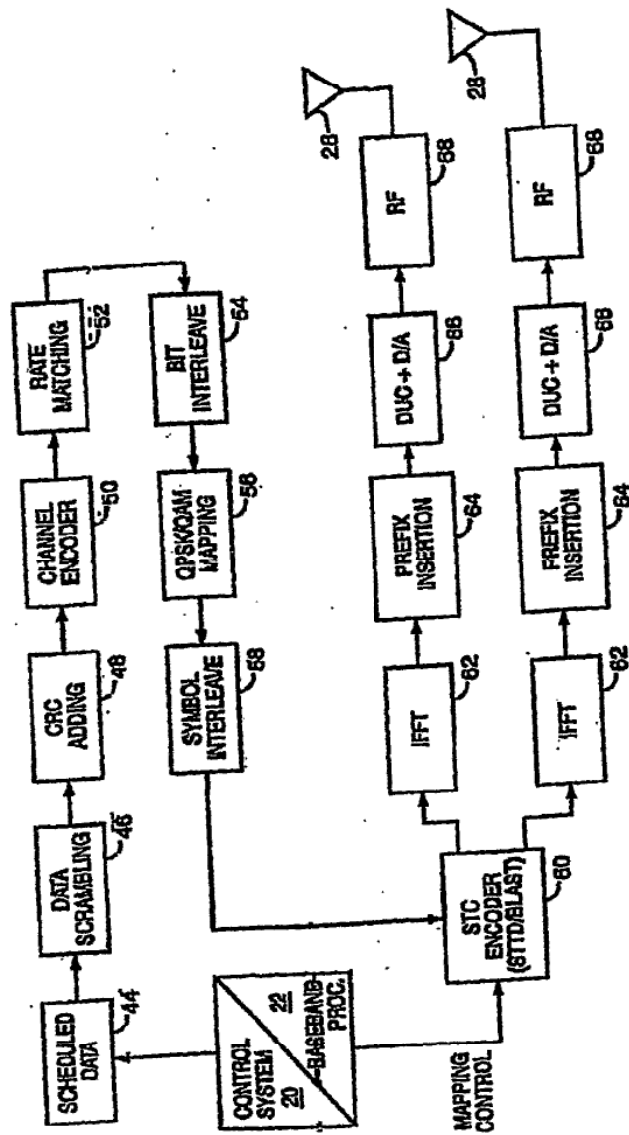 SCHEDULED
DATA
44
DATA
SCRAMBLING
46
CRC
ADDING
48
CHANNEL
ENCODER
50
RATE
MATCHING
52
BIT
INTERLEAVE
54
QPSK/QAM
MAPPING
56
SYMBOL
INTERLEAVE
58
CONTROL
SYSTEM
20
22
BASEBAND
PROC.
MAPPING
CONTROL
STC
ENCODER
(STTD/BLAST)
60
IFFT
62
PREFIX
INSERTION
64
DUC + D/A
66
RF
68
28
IFFT
62
PREFIX
INSERTION
64
DUC + D/A
66
RF
68
28